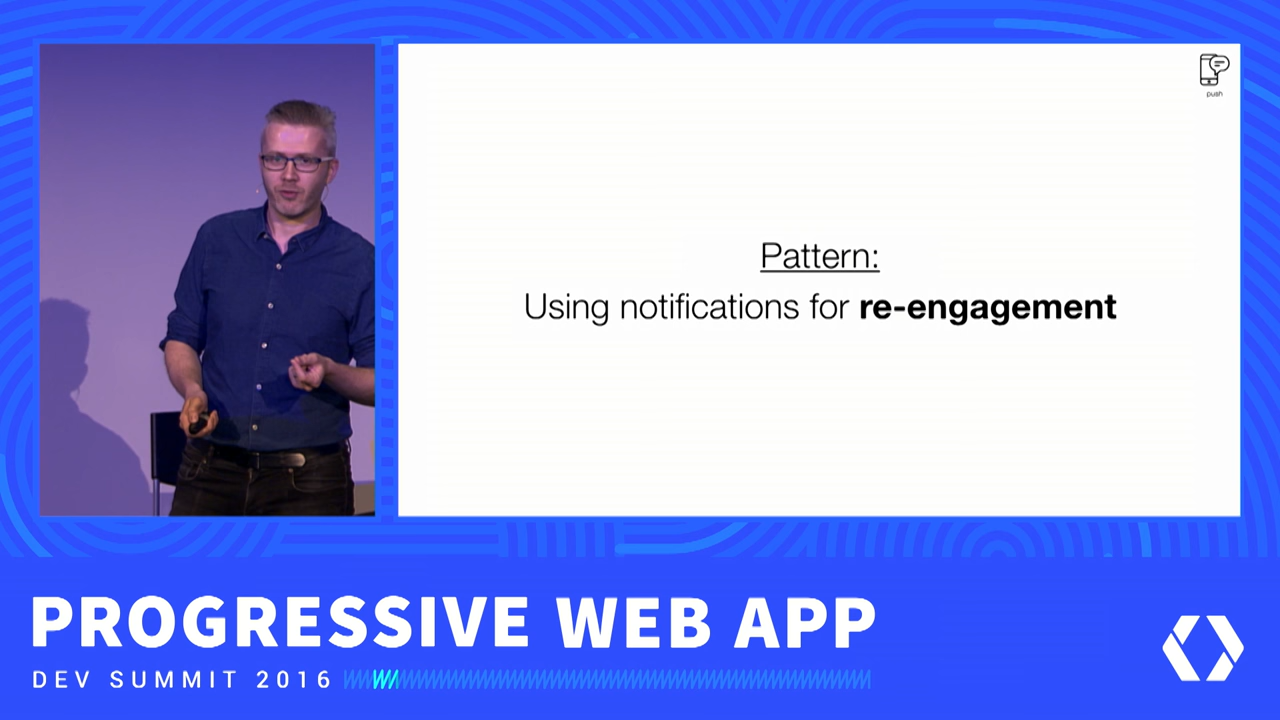 push
Pattern:
Using notifications for re-engagement
PROGRESSIVE WEB APP
DEV SUMMIT 2016